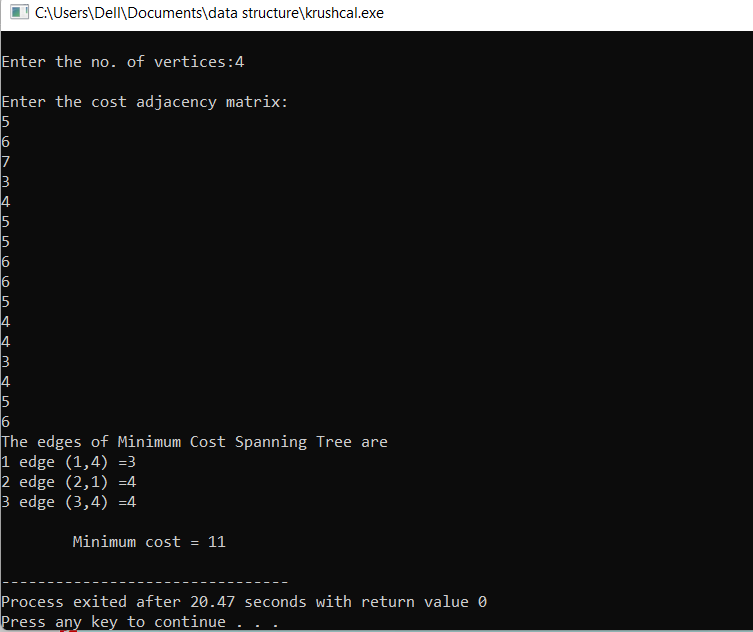 C:\Users\Dell\Documents\data structure\krushcal.exe
Enter the no. of vertices:4
Enter the cost adjacency matrix:
5
6
7
3
4
5
5
6
6
5
4
4
3
4
5
6
The edges of Minimum Cost Spanning Tree are
1 edge (1,4) =3
2 edge (2,1) =4
3 edge (3,4) =4
Minimum cost = 11
--------------------------------
Process exited after 20.47 seconds with return value 0
Press any key to continue . . .